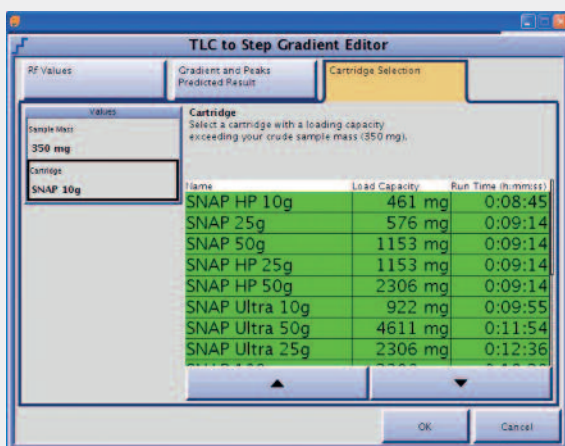 TLC to Step Gradient Editor
Rf Values
Gradient and Peaks
Predicted Result
Cartridge Selection
Values
Sample Mass
350 mg
Cartridge
SNAP 10g
Cartridge
Select a cartridge with a loading capacity
exceeding your crude sample mass (350 mg).
Name Load Capacity Run Time (h:mm:ss)
SNAP HP 10g 461 mg 0:08:45
SNAP 25g 576 mg 0:09:14
SNAP 50g 1153 mg 0:09:14
SNAP HP 25g 1153 mg 0:09:14
SNAP HP 50g 2306 mg 0:09:14
SNAP Ultra 10g 922 mg 0:09:55
SNAP Ultra 50g 4611 mg 0:11:54
SNAP Ultra 25g 2306 mg 0:12:36
OK Cancel